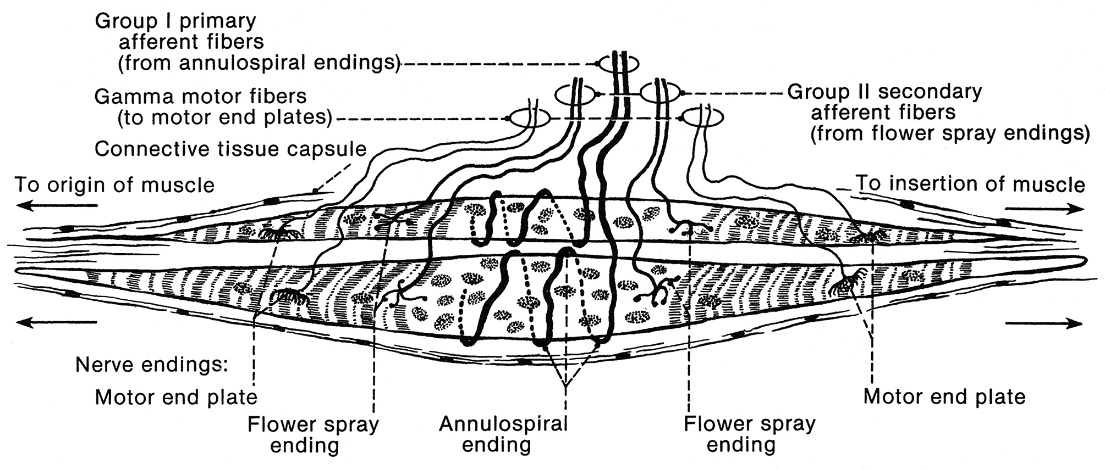 Group I primary
afferent fibers
(from annulospiral endings)
Gamma motor fibers
(to motor end plates)
Group II secondary
afferent fibers
(from flower spray endings)
Connective tissue capsule
To origin of muscle
To insertion of muscle
Nerve endings:
Motor end plate
Motor end plate
Flower spray
ending
Annulospiral
ending
Flower spray
ending